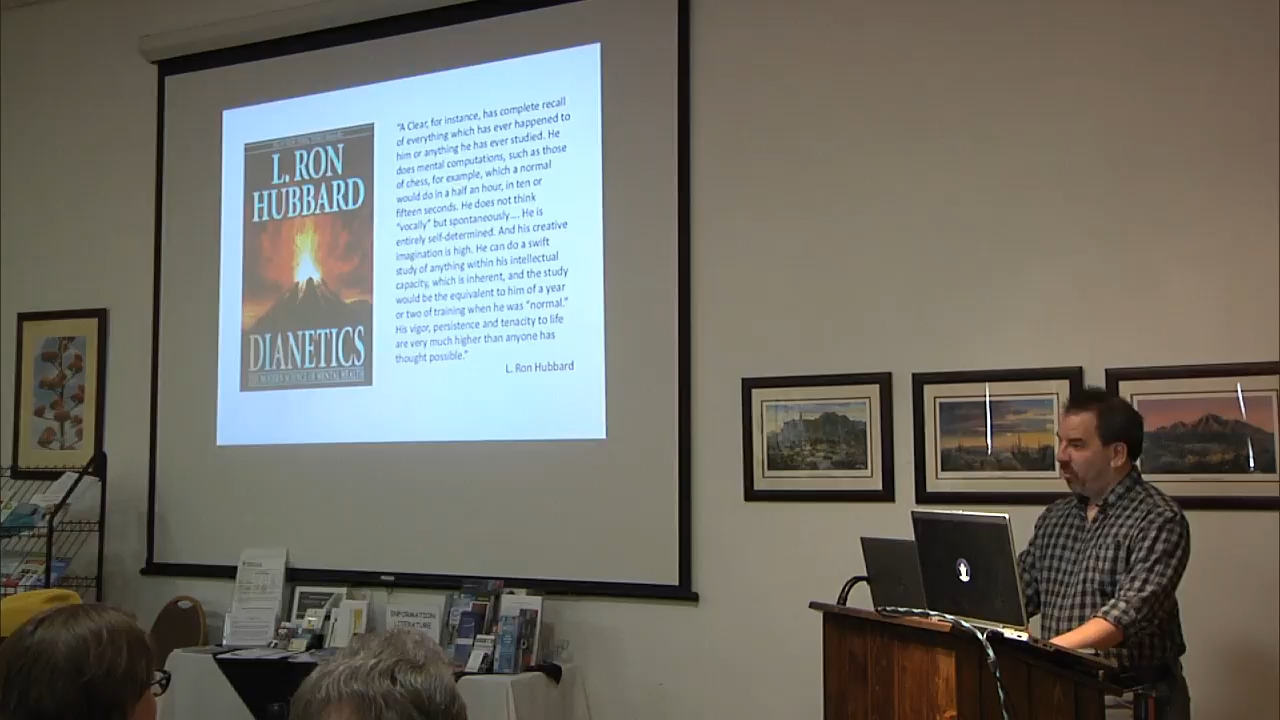 L. RON
HUBBARD
DIANETICS
THE MODERN SCIENCE OF MENTAL HEALTH
"A Clear, for instance, has complete recall
of everything which has ever happened to
him or anything he has ever studied. He
does mental computations, such as those
of chess, for example, which a normal
would do in a half an hour, in ten or
fifteen seconds. He does not think
"vocally" but spontaneously.... He is
entirely self-determined. And his creative
imagination is high. He can do a swift
study of anything within his intellectual
capacity, which is inherent, and the study
would be the equivalent to him of a year
or two of training when he was "normal."
His vigor, persistence and tenacity to life
are very much higher than anyone has
thought possible."
L. Ron Hubbard
INFORMATION
LITERATURE